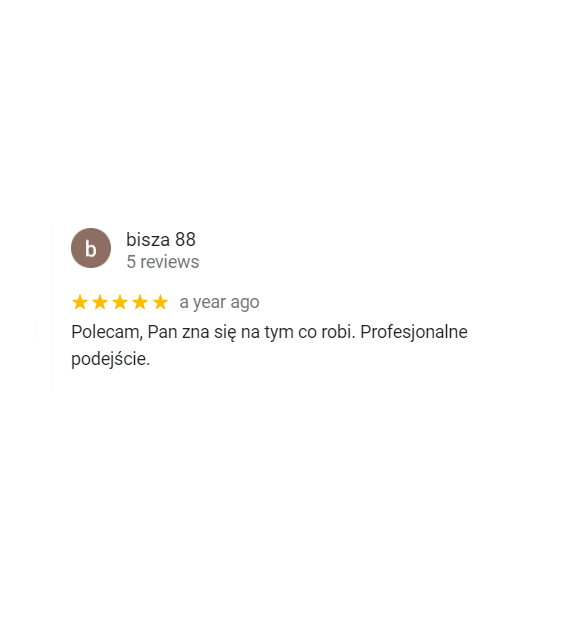 b
bisza 88
5 reviews
a year ago
Polecam, Pan zna się na tym co robi. Profesjonalne
podejście.